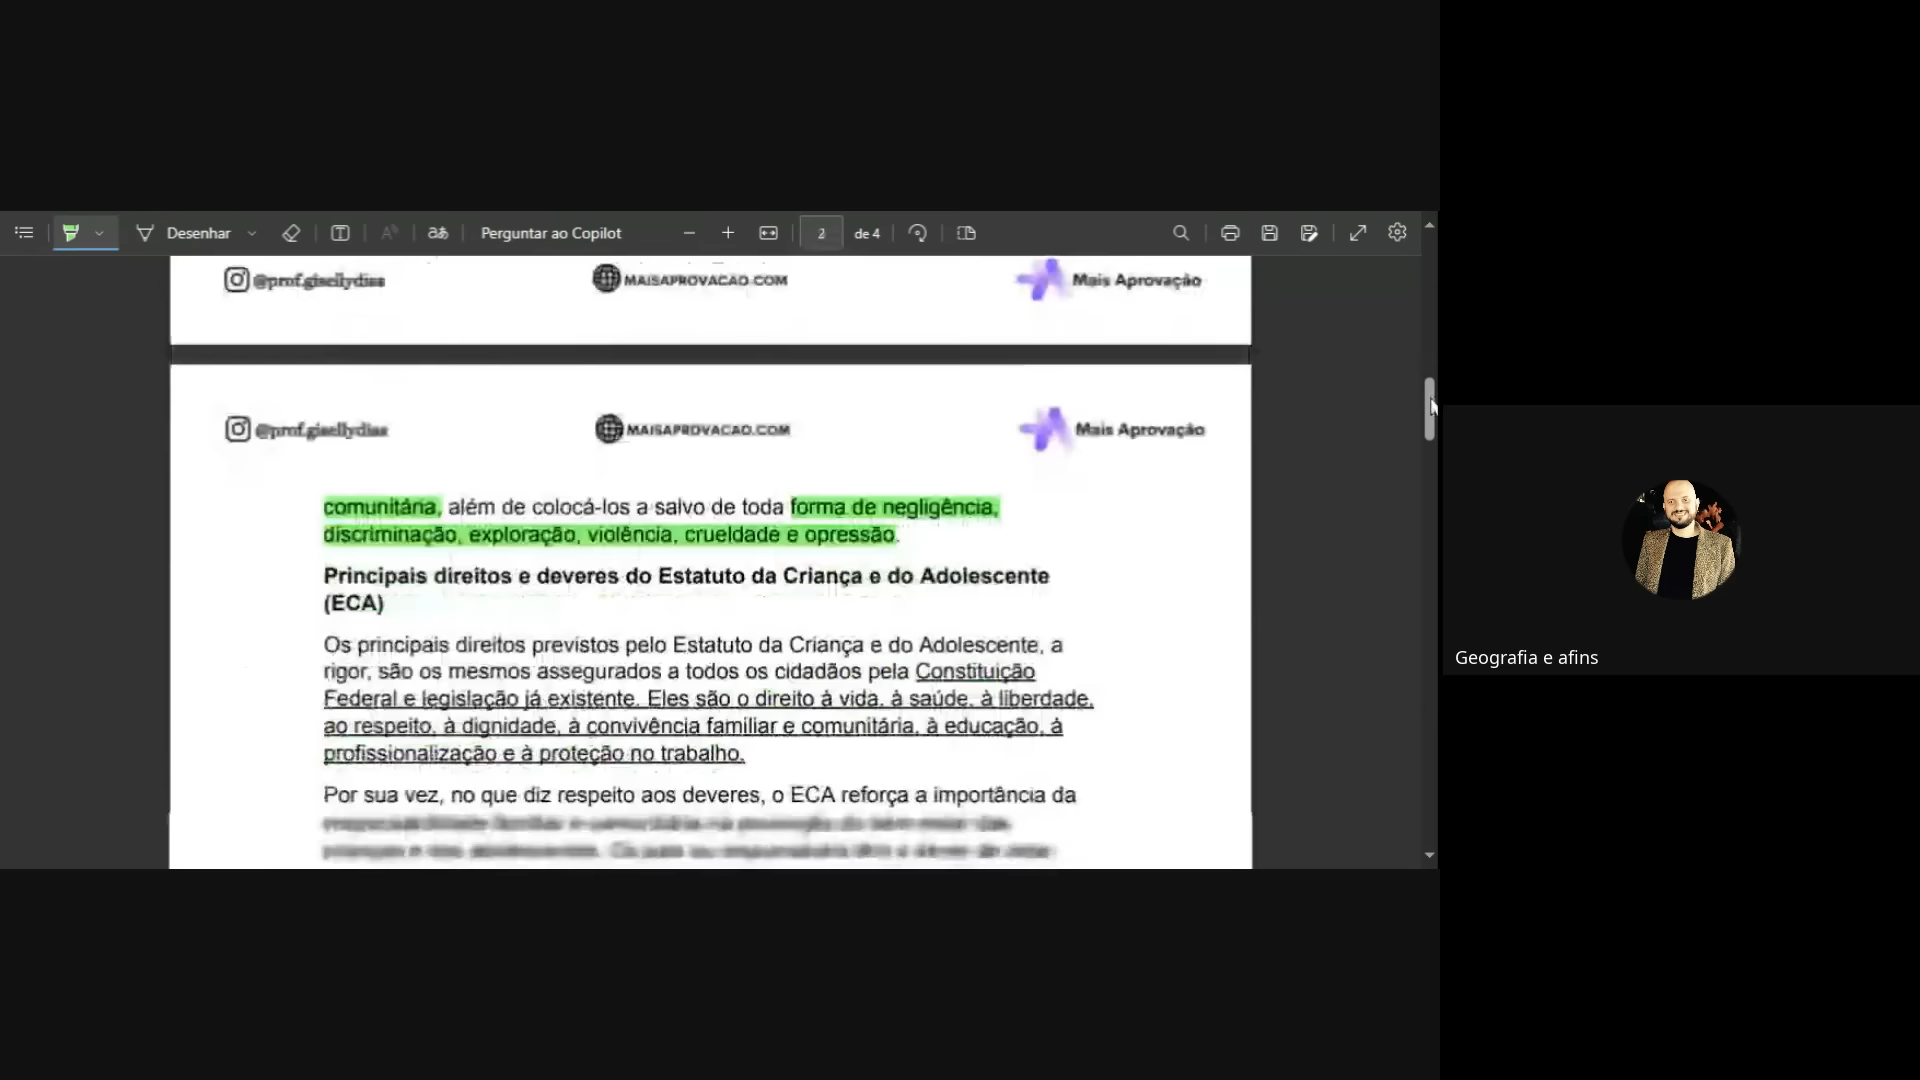 Desenhar
Perguntar ao Copilot
2 de 4
@prof.gisellydias MAISAPROVACAO.COM Mais Aprovação
@prof.gisellydias MAISAPROVACAO.COM Mais Aprovação
comunitária, além de colocá-los a salvo de toda forma de negligência,
discriminação, exploração, violência, crueldade e opressão.
Principais direitos e deveres do Estatuto da Criança e do Adolescente
(ECA)
Os principais direitos previstos pelo Estatuto da Criança e do Adolescente, a
rigor, são os mesmos assegurados a todos os cidadãos pela Constituição
Federal e legislação já existente. Eles são o direito à vida, à saúde, à liberdade,
ao respeito, à dignidade, à convivência familiar e comunitária, à educação, à
profissionalização e à proteção no trabalho.
Por sua vez, no que diz respeito aos deveres, o ECA reforça a importância da
Geografia e afins